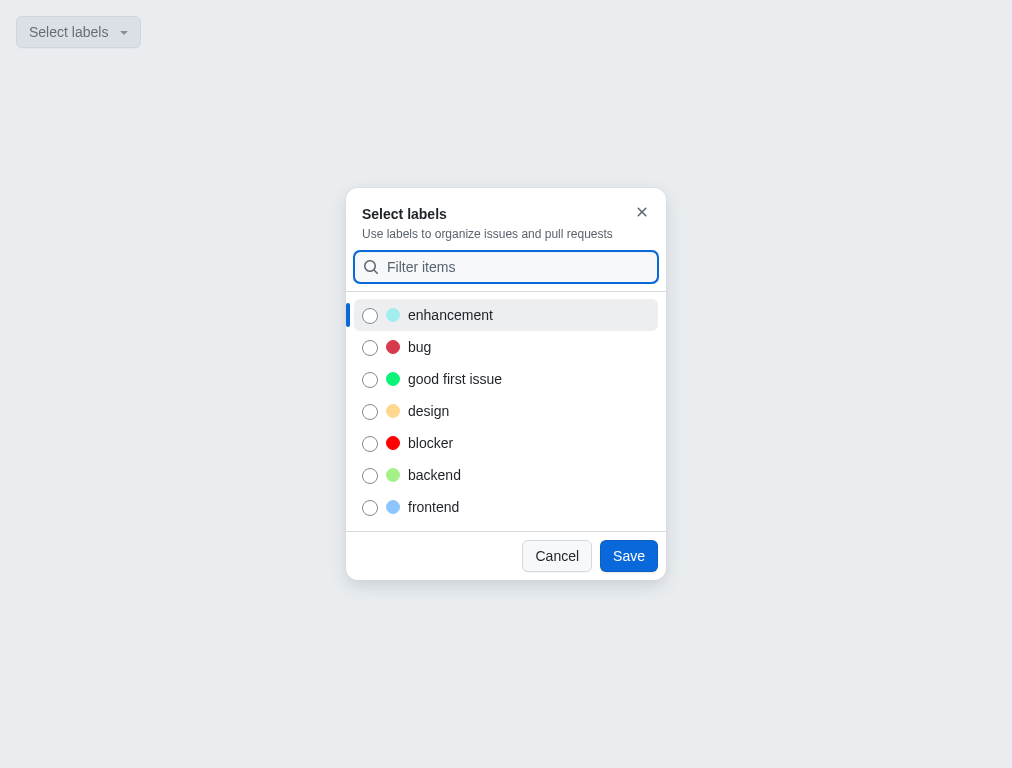 Select labels
Select labels
Use labels to organize issues and pull requests
Filter items
enhancement
bug
good first issue
design
blocker
backend
frontend
Cancel Save